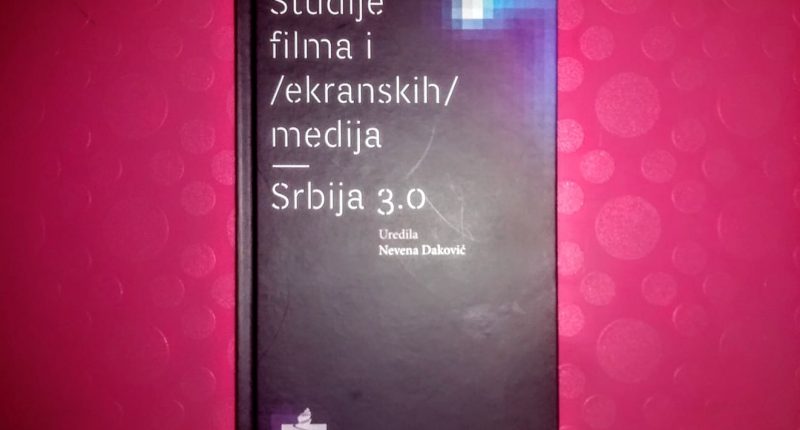 Studije
filma i
/ekranskih/
medija
Srbija 3.0
Uredila
Nevena Daković